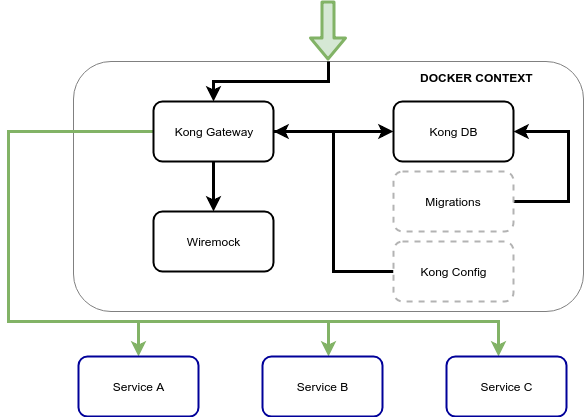 DOCKER CONTEXT
Kong Gateway
Kong DB
Migrations
Wiremock
Kong Config
Service A
Service B
Service C